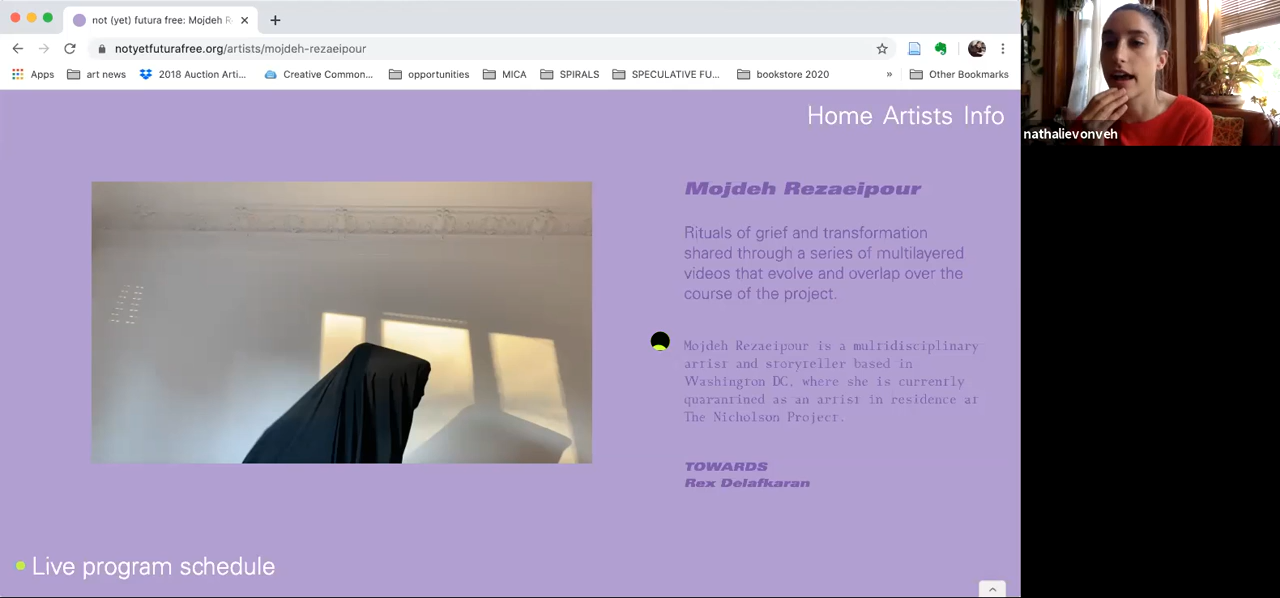 not (yet) futura free: Mojdeh R
notyetfuturafree.org/artists/mojdeh-rezaeipour
Apps art news 2018 Auction Arti... Creative Common... opportunities MICA SPIRALS SPECULATIVE FU... bookstore 2020 » Other Bookmarks
nathalievonveh
Home Artists Info
Mojdeh Rezaeipour
Rituals of grief and transformation
shared through a series of multilayered
videos that evolve and overlap over the
course of the project.
Mojdeh Rezaeipour is a multidisciplinary
artist and storyteller based in
Washington DC, where she is currently
quarantined as an artist in residence at
The Nicholson Project.
TOWARDS
Rex Delafkaran
Live program schedule